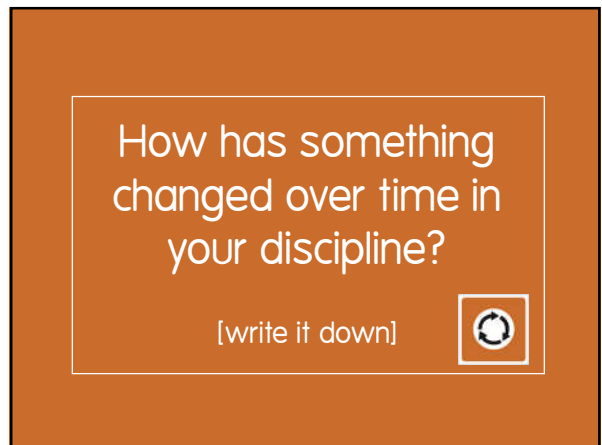 How has something
changed over time in
your discipline?
[write it down]